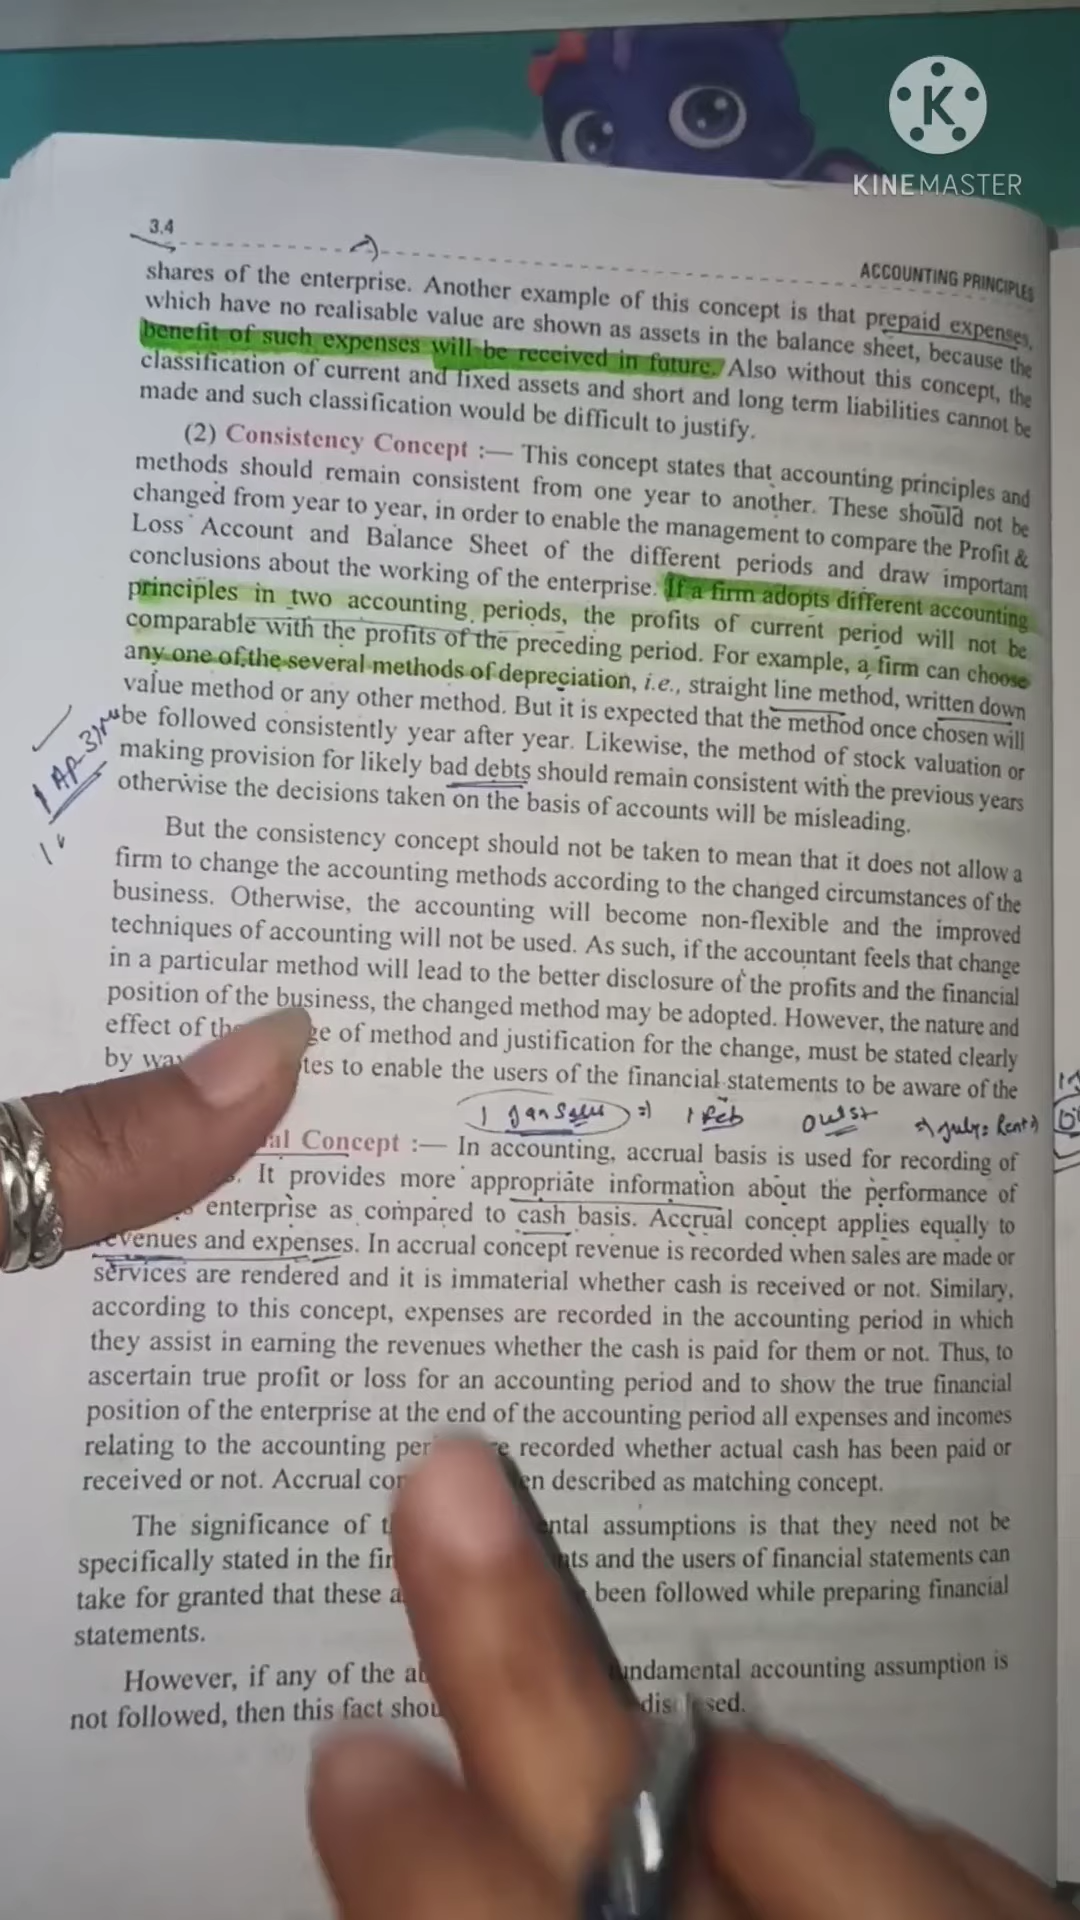 KINEMASTER
3.4
ACCOUNTING PRINCIPLES
shares of the enterprise. Another example of this concept is that prepaid expenses,
which have no realisable value are shown as assets in the balance sheet, because the
benefit of such expenses will be received in future. Also without this concept, the
classification of current and fixed assets and short and long term liabilities cannot be
made and such classification would be difficult to justify.
(2) Consistency Concept :— This concept states that accounting principles and
methods should remain consistent from one year to another. These should not be
changed from year to year, in order to enable the management to compare the Profit &
Loss Account and Balance Sheet of the different periods and draw important
conclusions about the working of the enterprise. If a firm adopts different accounting
principles in two accounting periods, the profits of current period will not be
comparable with the profits of the preceding period. For example, a firm can choose
any one of the several methods of depreciation, i.e., straight line method, written down
value method or any other method. But it is expected that the method once chosen will
be followed consistently year after year. Likewise, the method of stock valuation or
making provision for likely bad debts should remain consistent with the previous years
otherwise the decisions taken on the basis of accounts will be misleading.
But the consistency concept should not be taken to mean that it does not allow a
firm to change the accounting methods according to the changed circumstances of the
business. Otherwise, the accounting will become non-flexible and the improved
techniques of accounting will not be used. As such, if the accountant feels that change
in a particular method will lead to the better disclosure of the profits and the financial
position of the business, the changed method may be adopted. However, the nature and
effect of the ge of method and justification for the change, must be stated clearly
by way tes to enable the users of the financial statements to be aware of the
1 Jan Sales => 1 Feb
al Concept :— In accounting, accrual basis is used for recording of
It provides more appropriate information about the performance of
enterprise as compared to cash basis. Accrual concept applies equally to
evenues and expenses. In accrual concept revenue is recorded when sales are made or
services are rendered and it is immaterial whether cash is received or not. Similary,
according to this concept, expenses are recorded in the accounting period in which
they assist in earning the revenues whether the cash is paid for them or not. Thus, to
ascertain true profit or loss for an accounting period and to show the true financial
position of the enterprise at the end of the accounting period all expenses and incomes
relating to the accounting peri e recorded whether actual cash has been paid or
received or not. Accrual con en described as matching concept.
The significance of t ental assumptions is that they need not be
specifically stated in the fin ts and the users of financial statements can
take for granted that these a been followed while preparing financial
statements.
However, if any of the ab undamental accounting assumption is
not followed, then this fact shou disclosed.